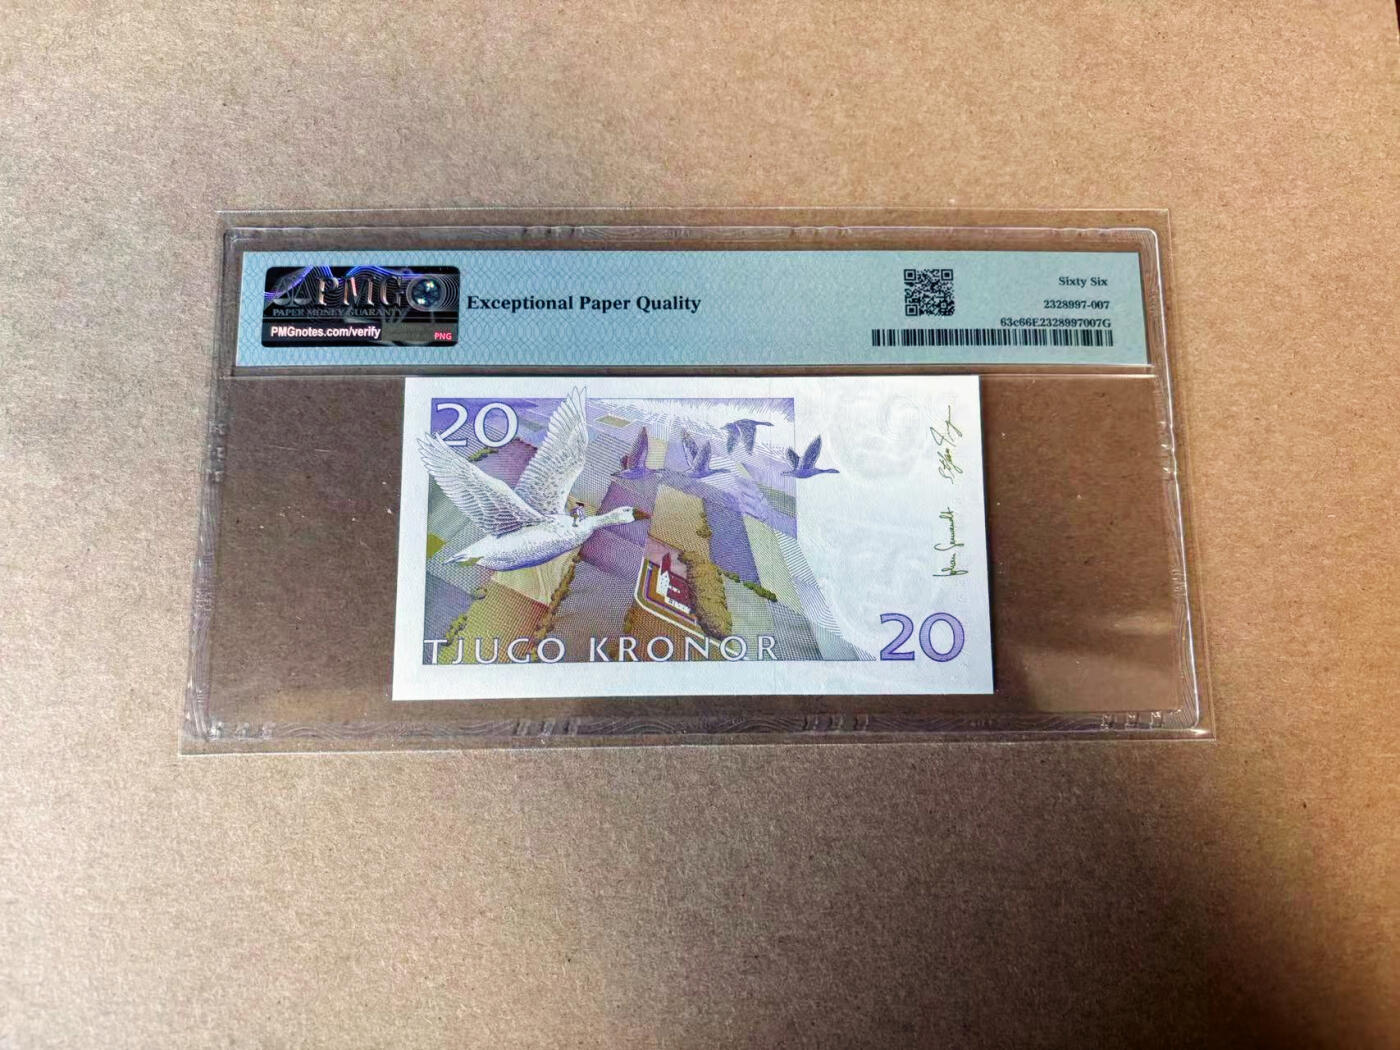 PMG
PAPER MONEY GUARANTY
PMGnotes.com/verify
PNG
Exceptional Paper Quality
Sixty Six
2328997-007
63c66E2328997007G
20
TJUGO KRONOR
20